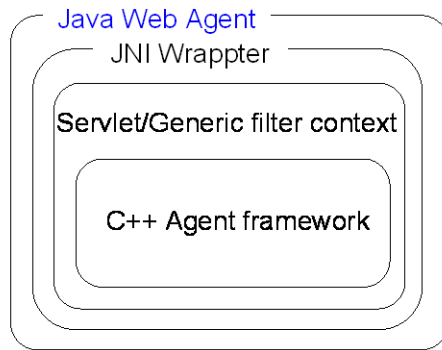 Java Web Agent
JNI Wrappter
Servlet/Generic filter context
C++ Agent framework